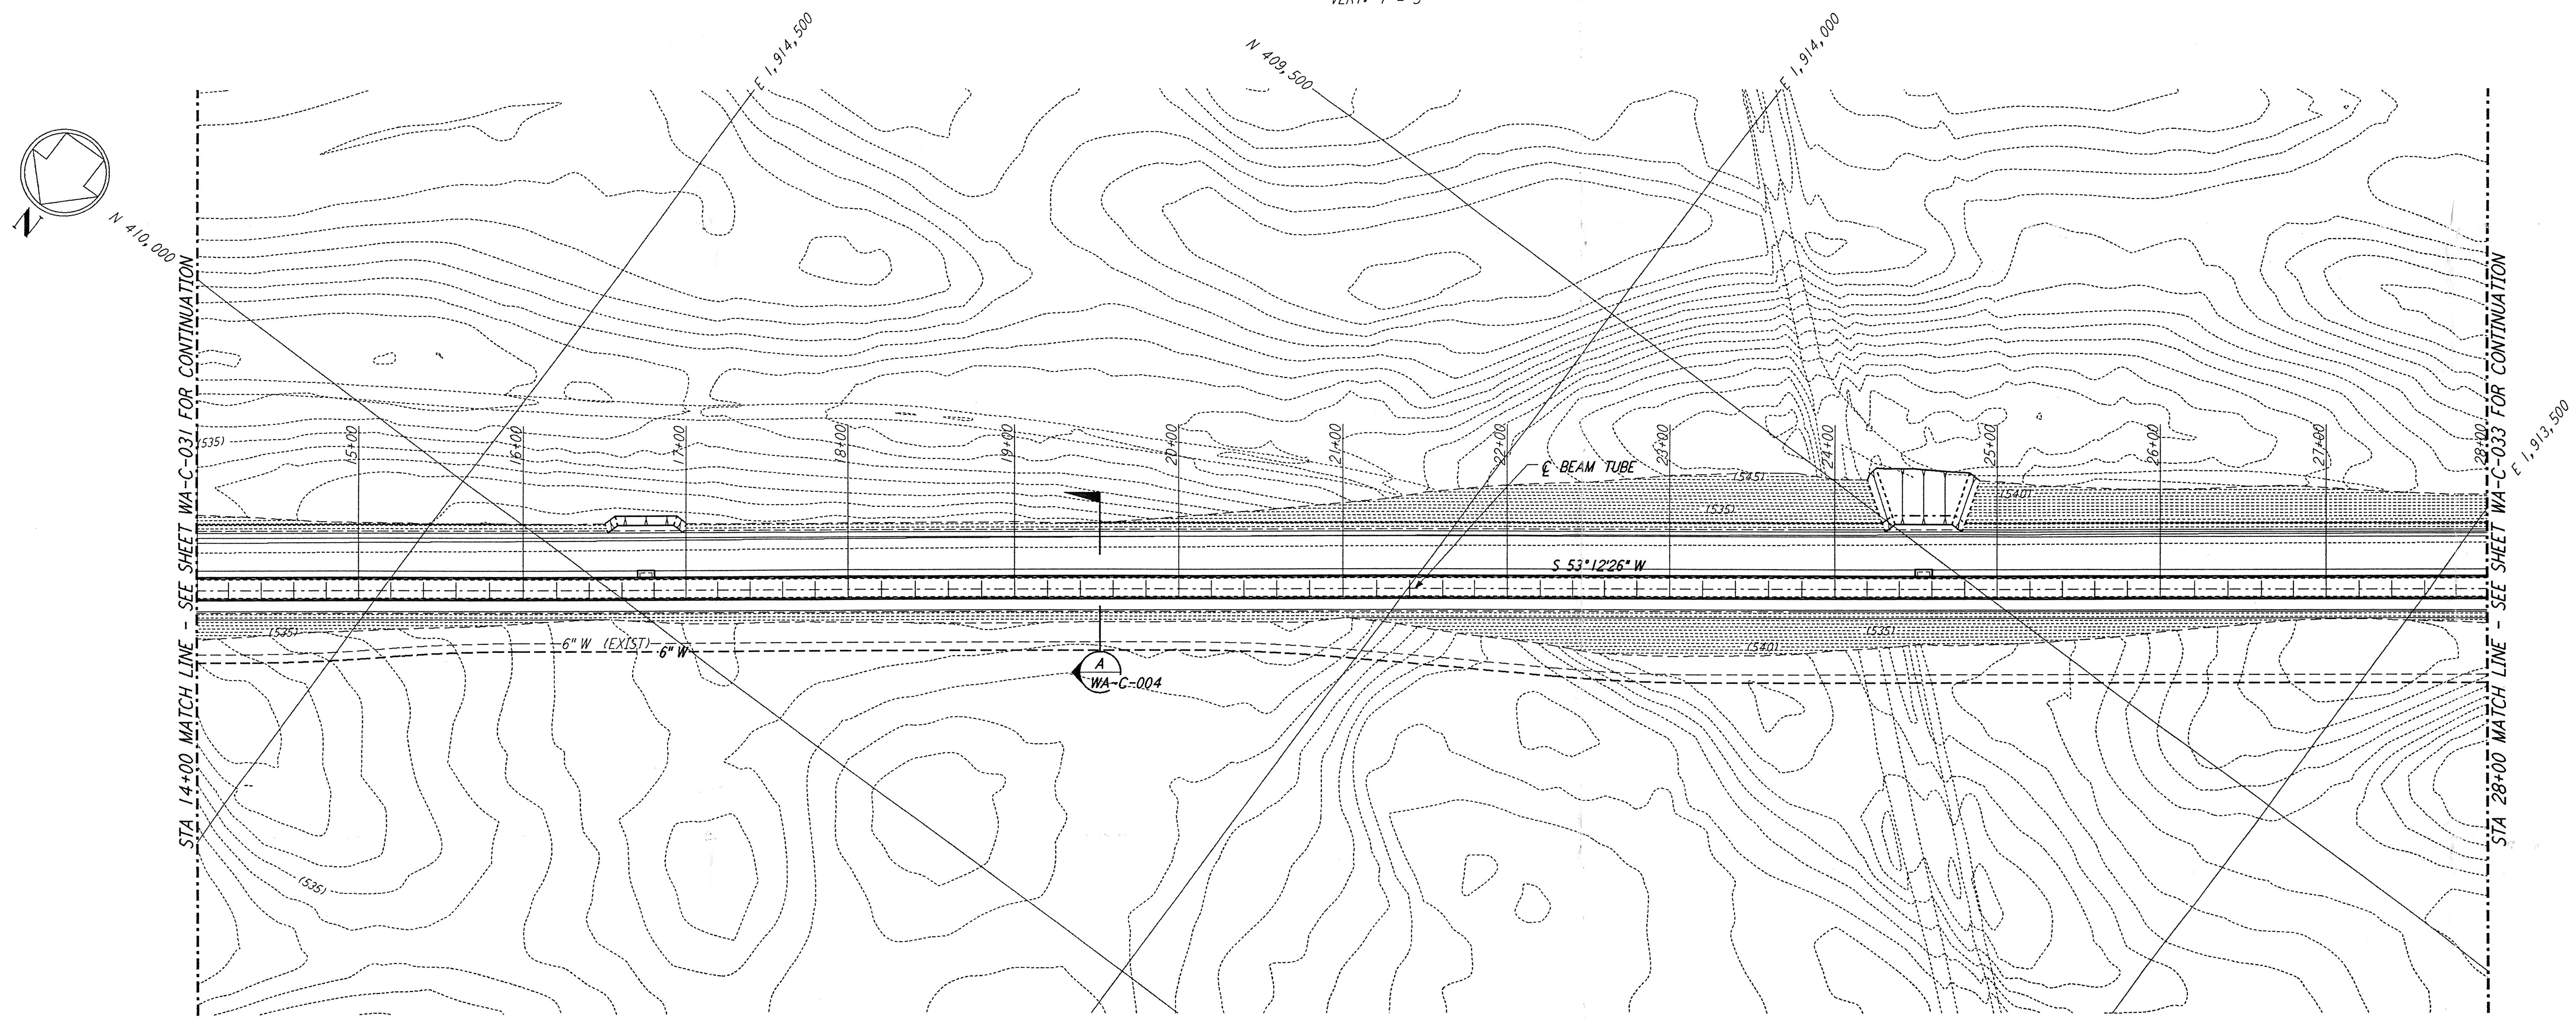 E 1,914,500
N 409,500
E 1,914,000
N
N 410,000
STA 14+00 MATCH LINE - SEE SHEET WA-C-031 FOR CONTINUATION
(535)
15+00
16+00
17+00
18+00
19+00
20+00
21+00
22+00
23+00
24+00
25+00
26+00
27+00
28+00
E 1,913,500
STA 28+00 MATCH LINE - SEE SHEET WA-C-033 FOR CONTINUATION
℄ BEAM TUBE
(545)
(540)
(535)
S 53°12'26" W
(535)
6" W (EXIST)
6" W
(535)
(540)
A
WA-C-004
(535)